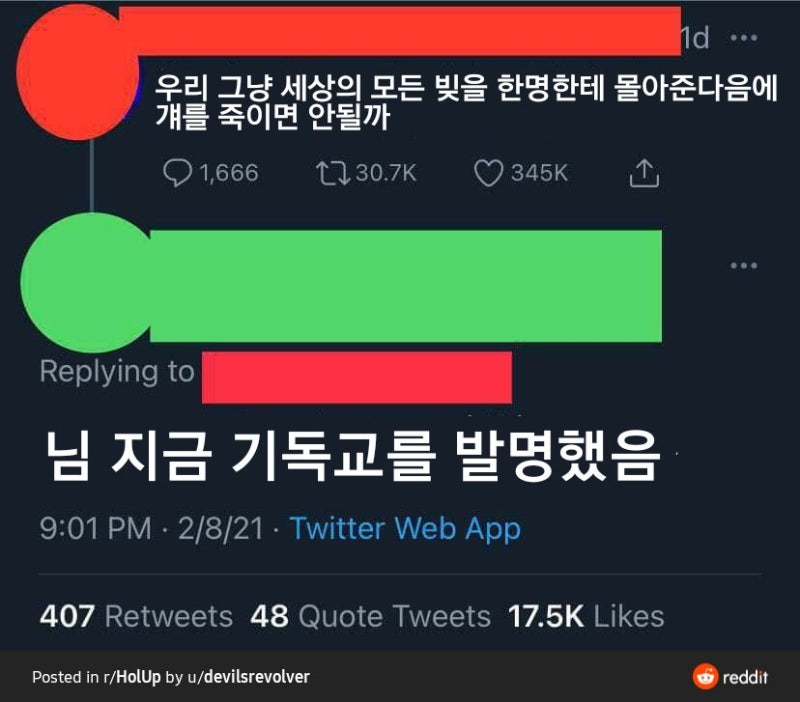 1d ...
우리 그냥 세상의 모든 빚을 한명한테 몰아준다음에
걔를 죽이면 안될까
1,666 30.7K 345K
...
Replying to
님 지금 기독교를 발명했음
9:01 PM · 2/8/21 · Twitter Web App
407 Retweets 48 Quote Tweets 17.5K Likes
Posted in r/HolUp by u/devilsrevolver
reddit